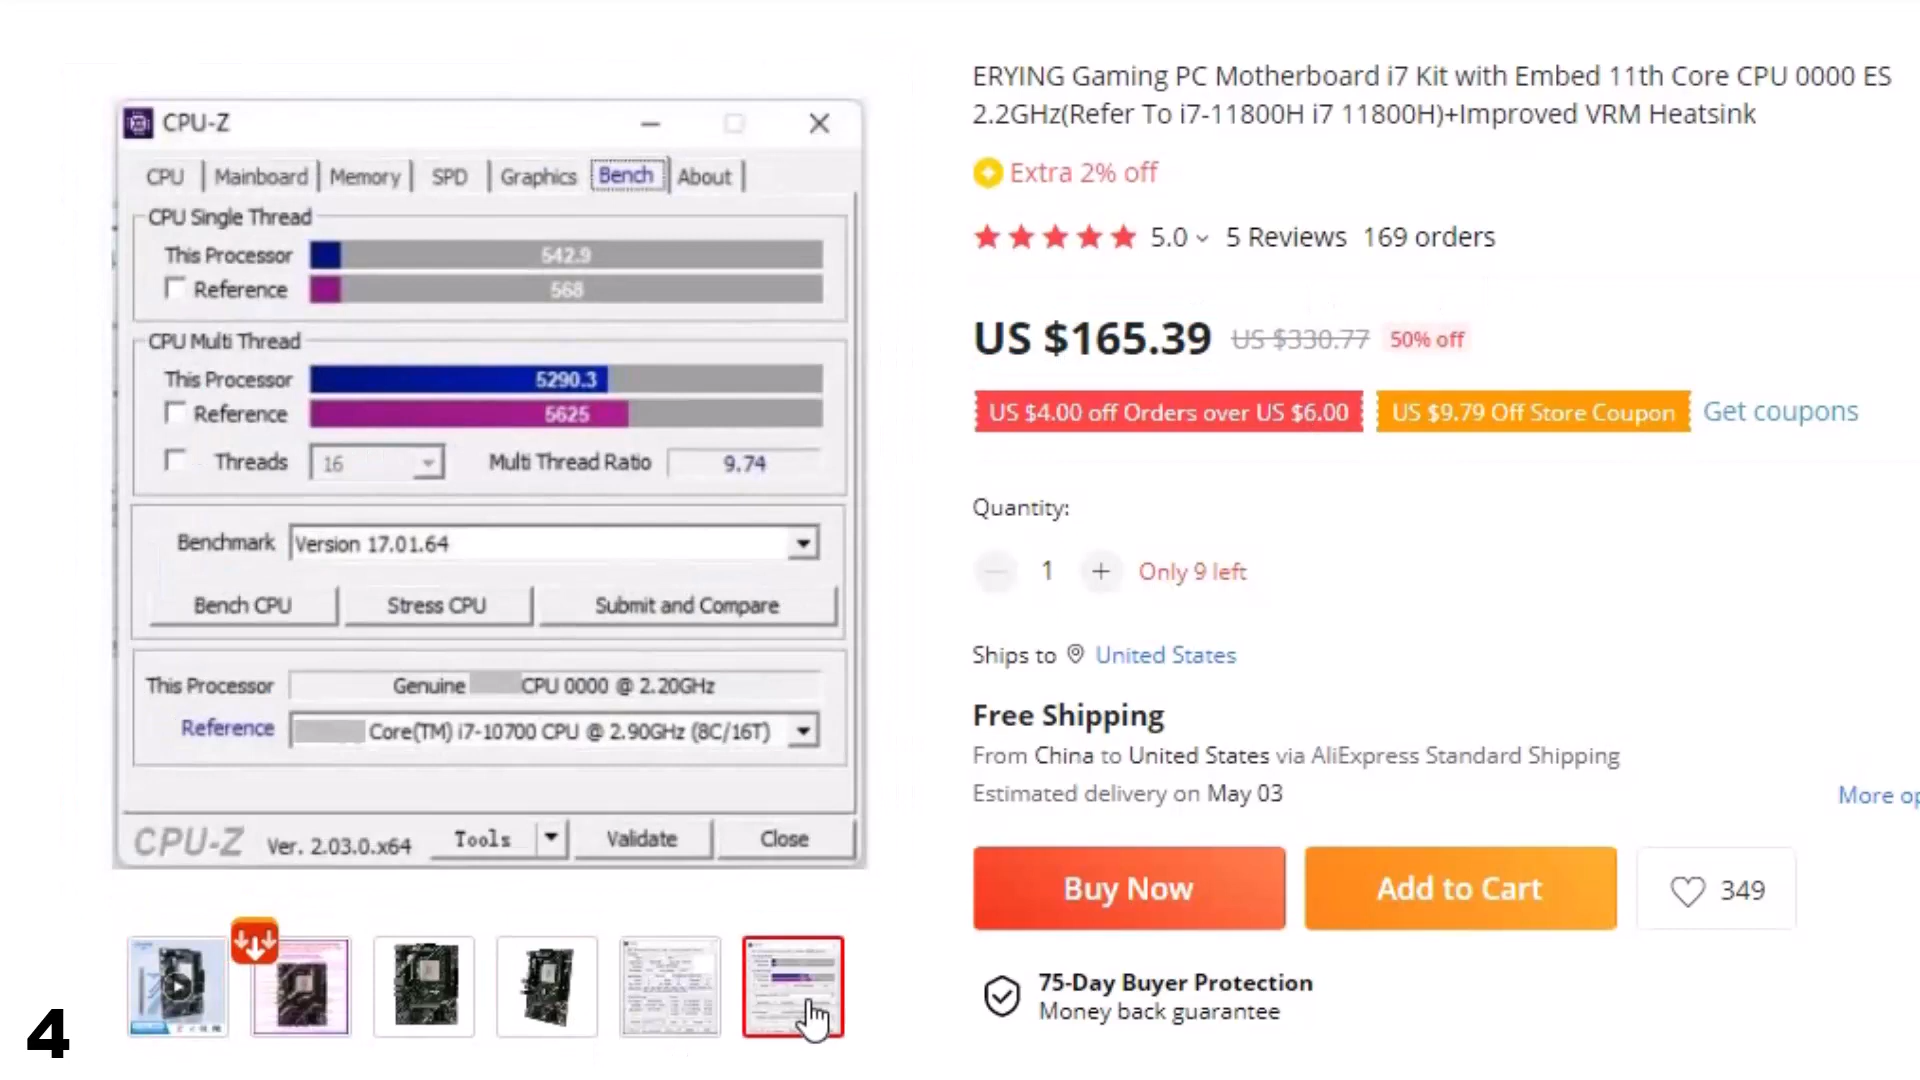 CPU-Z
CPU Mainboard Memory SPD Graphics Bench About
CPU Single Thread
This Processor 542.9
Reference 568
CPU Multi Thread
This Processor 5290.3
Reference 5625
Threads 16 Multi Thread Ratio 9.74
Benchmark Version 17.01.64
Bench CPU Stress CPU Submit and Compare
This Processor Genuine CPU 0000 @ 2.20GHz
Reference Core(TM) i7-10700 CPU @ 2.90GHz (8C/16T)
CPU-Z Ver. 2.03.0.x64 Tools Validate Close
4
ERYING Gaming PC Motherboard i7 Kit with Embed 11th Core CPU 0000 ES
2.2GHz(Refer To i7-11800H i7 11800H)+Improved VRM Heatsink
Extra 2% off
5.0 5 Reviews 169 orders
US $165.39 US $330.77 50% off
US $4.00 off Orders over US $6.00 US $9.79 Off Store Coupon Get coupons
Quantity:
1 + Only 9 left
Ships to United States
Free Shipping
From China to United States via AliExpress Standard Shipping
Estimated delivery on May 03
More op
Buy Now Add to Cart 349
75-Day Buyer Protection
Money back guarantee